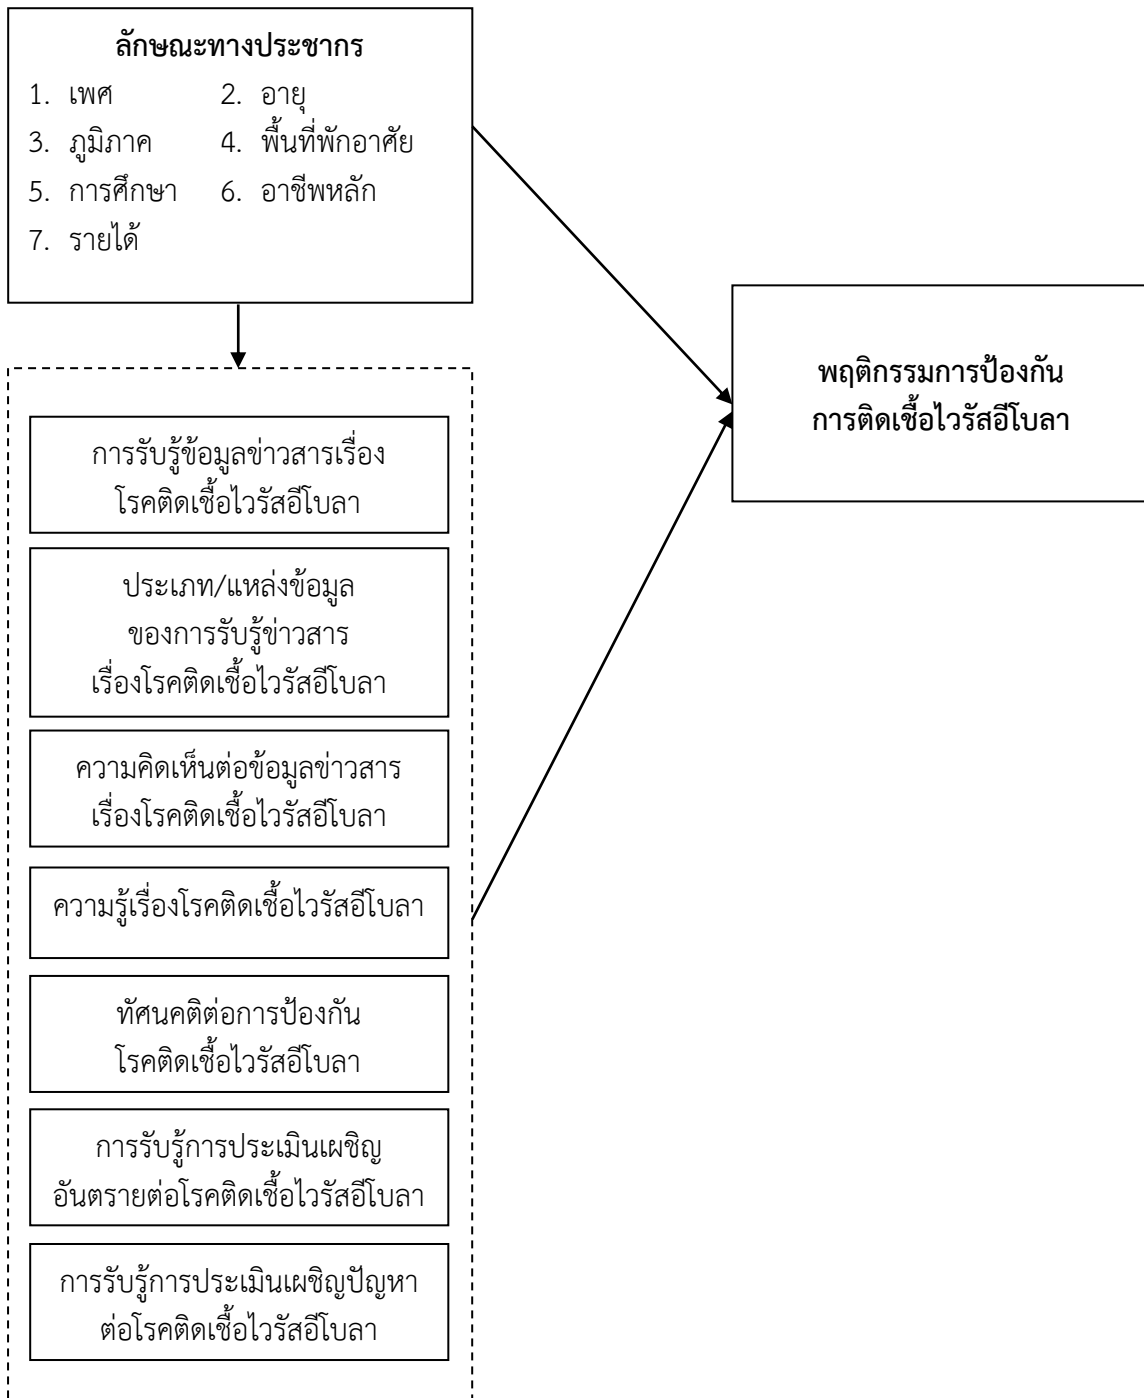 ลักษณะทางประชากร
1. เพศ 2. อายุ
3. ภูมิภาค 4. พื้นที่พักอาศัย
5. การศึกษา 6. อาชีพหลัก
7. รายได้
พฤติกรรมการป้องกัน
การติดเชื้อไวรัสอีโบลา
การรับรู้ข้อมูลข่าวสารเรื่อง
โรคติดเชื้อไวรัสอีโบลา
ประเภท/แหล่งข้อมูล
ของการรับรู้ข่าวสาร
เรื่องโรคติดเชื้อไวรัสอีโบลา
ความคิดเห็นต่อข้อมูลข่าวสาร
เรื่องโรคติดเชื้อไวรัสอีโบลา
ความรู้เรื่องโรคติดเชื้อไวรัสอีโบลา
ทัศนคติต่อการป้องกัน
โรคติดเชื้อไวรัสอีโบลา
การรับรู้การประเมินเผชิญ
อันตรายต่อโรคติดเชื้อไวรัสอีโบลา
การรับรู้การประเมินเผชิญปัญหา
ต่อโรคติดเชื้อไวรัสอีโบลา